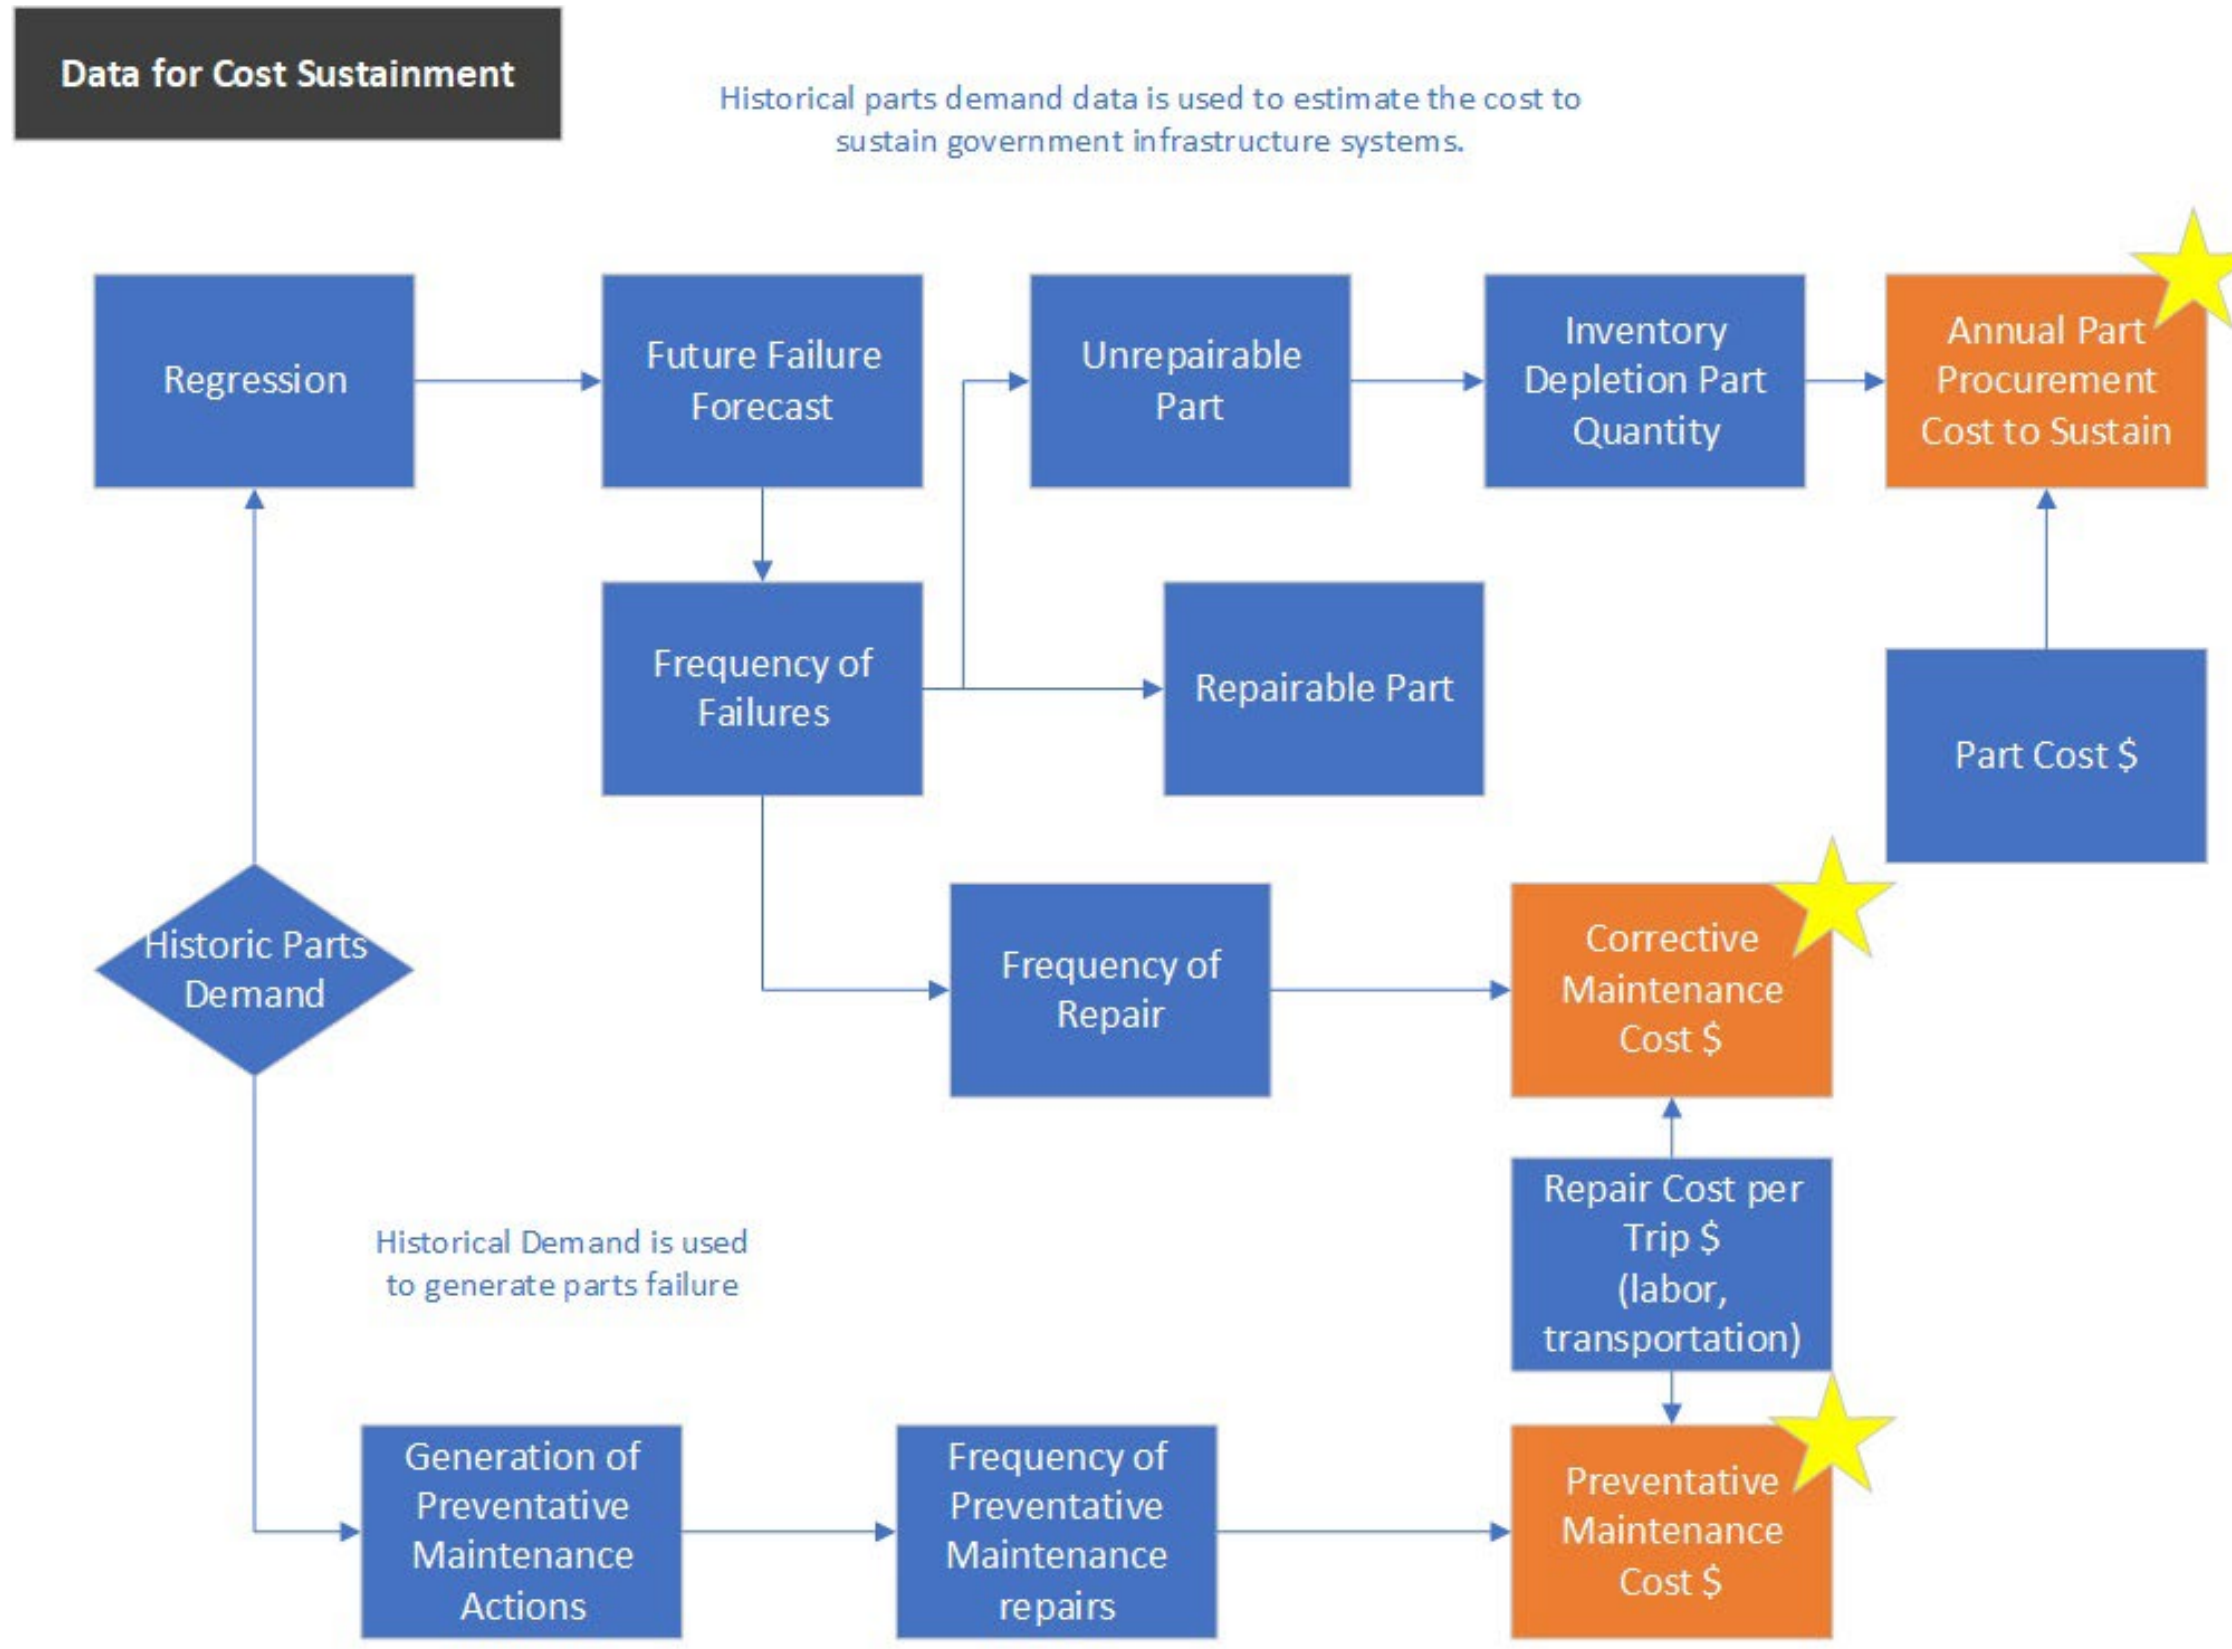 Data for Cost Sustainment
Historical parts demand data is used to estimate the cost to
sustain government infrastructure systems.
Regression
Future Failure
Forecast
Unrepairable
Part
Inventory
Depletion Part
Quantity
Annual Part
Procurement
Cost to Sustain
Frequency of
Failures
Repairable Part
Part Cost $
Historic Parts
Demand
Frequency of
Repair
Corrective
Maintenance
Cost $
Repair Cost per
Trip $
(labor,
transportation)
Historical Demand is used
to generate parts failure
Generation of
Preventative
Maintenance
Actions
Frequency of
Preventative
Maintenance
repairs
Preventative
Maintenance
Cost $